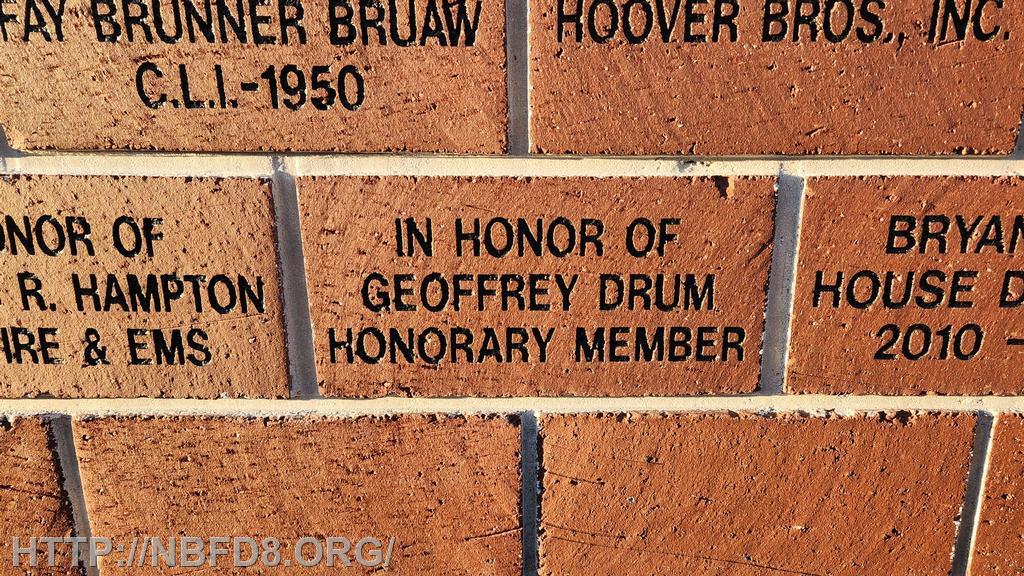 FAY BRUNNER BRUAW
C.L.I.-1950
HOOVER BROS., INC.
ONOR OF
R. HAMPTON
IRE & EMS
IN HONOR OF
GEOFFREY DRUM
HONORARY MEMBER
BRYAN
HOUSE D
2010 -
HTTP://NBFD8.ORG/